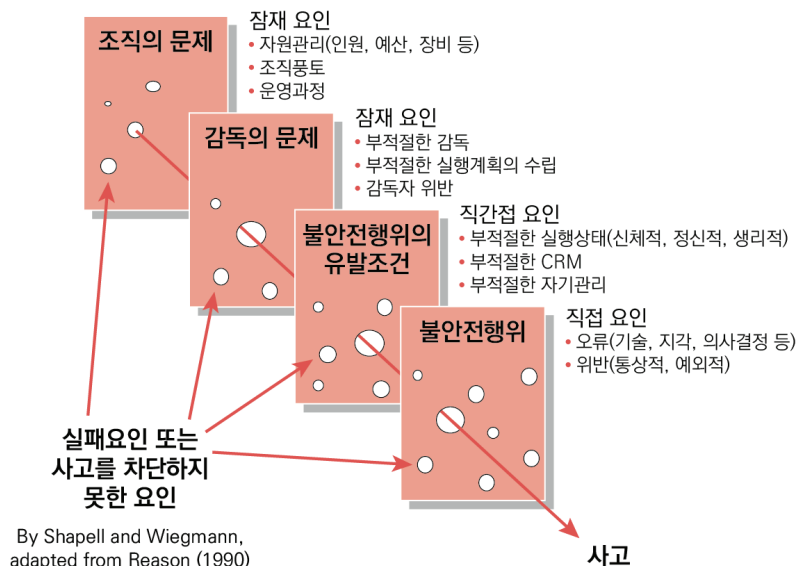 조직의 문제
잠재 요인
• 자원관리(인원, 예산, 장비 등)
• 조직풍토
• 운영과정
감독의 문제
잠재 요인
• 부적절한 감독
• 부적절한 실행계획의 수립
• 감독자 위반
불안전행위의
유발조건
직간접 요인
• 부적절한 실행상태(신체적, 정신적, 생리적)
• 부적절한 CRM
• 부적절한 자기관리
불안전행위
직접 요인
• 오류(기술, 지각, 의사결정 등)
• 위반(통상적, 예외적)
실패요인 또는
사고를 차단하지
못한 요인
By Shapell and Wiegmann,
adapted from Reason (1990)
사고